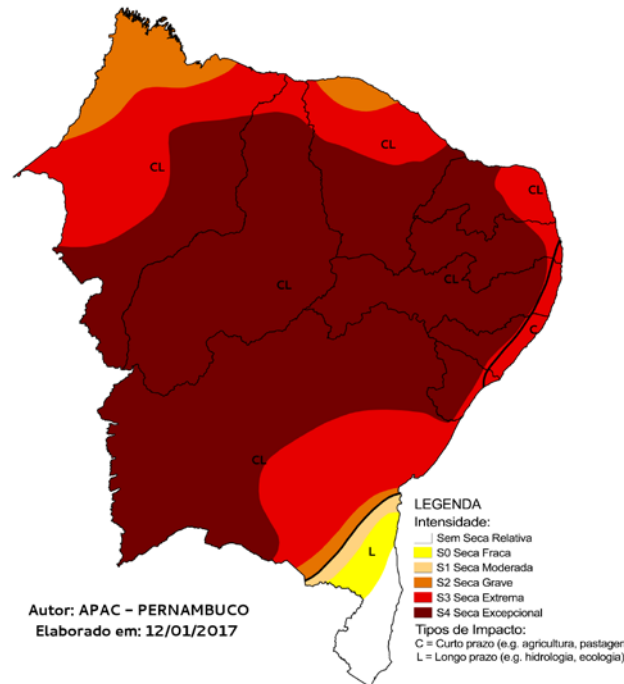 CL
CL
CL
CL
CL
C
CL
L
LEGENDA
Intensidade:
Sem Seca Relativa
S0 Seca Fraca
S1 Seca Moderada
S2 Seca Grave
S3 Seca Extrema
S4 Seca Excepcional
Tipos de Impacto:
C = Curto prazo (e.g. agricultura, pastagem
L = Longo prazo (e.g. hidrologia, ecologia)
Autor: APAC - PERNAMBUCO
Elaborado em: 12/01/2017